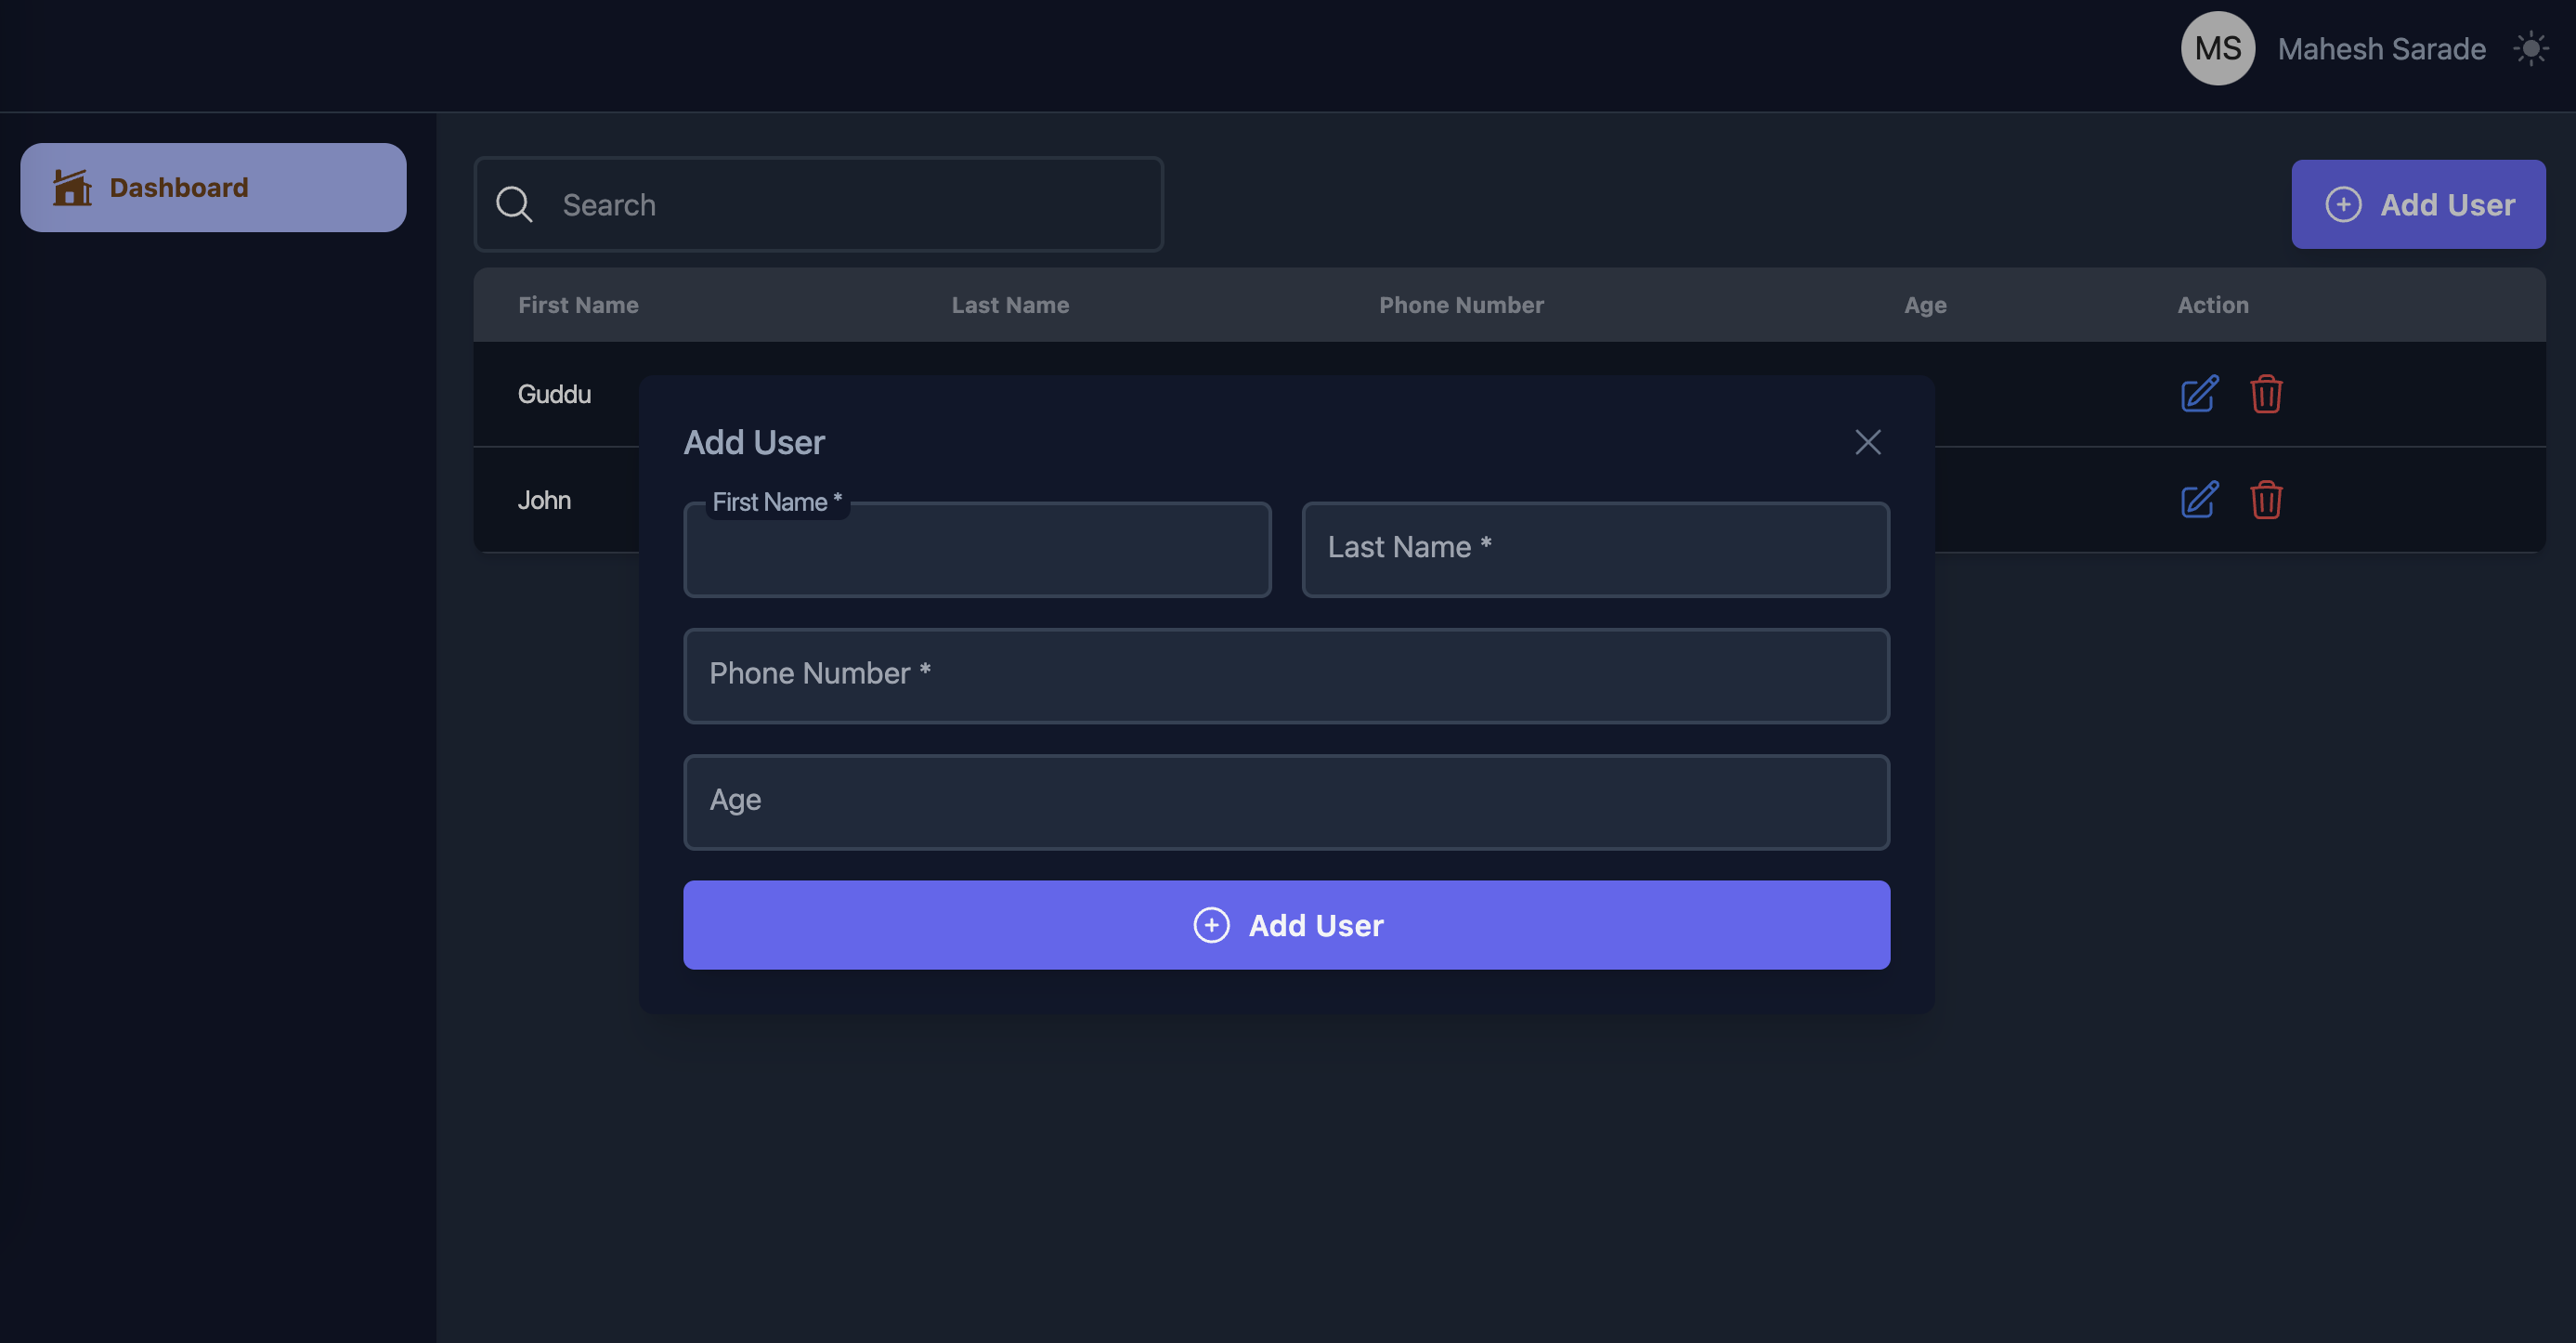 MS Mahesh Sarade
Dashboard
Search
Add User
First Name Last Name Phone Number Age Action
Guddu
John
Add User
First Name *
Last Name *
Phone Number *
Age
Add User